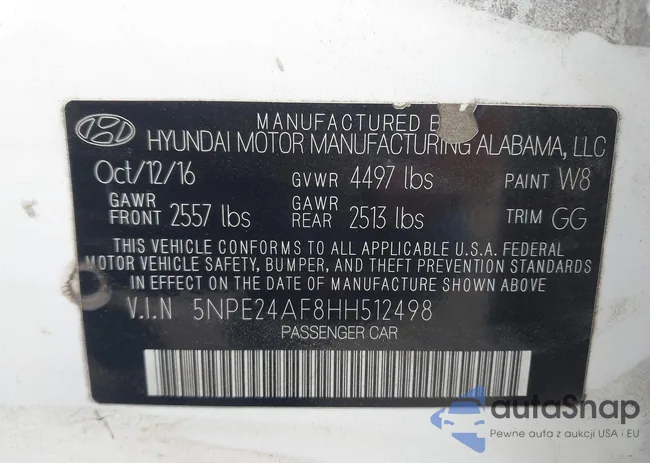 MANUFACTURED B
HYUNDAI MOTOR MANUFACTURING ALABAMA, LLC
Oct/12/16 GVWR 4497 lbs PAINT W8
GAWR FRONT 2557 lbs GAWR REAR 2513 lbs TRIM GG
THIS VEHICLE CONFORMS TO ALL APPLICABLE U.S.A. FEDERAL
MOTOR VEHICLE SAFETY, BUMPER, AND THEFT PREVENTION STANDARDS
IN EFFECT ON THE DATE OF MANUFACTURE SHOWN ABOVE
V.I.N 5NPE24AF8HH512498
PASSENGER CAR
autaShap
Pewne auta z aukcji USA i EU